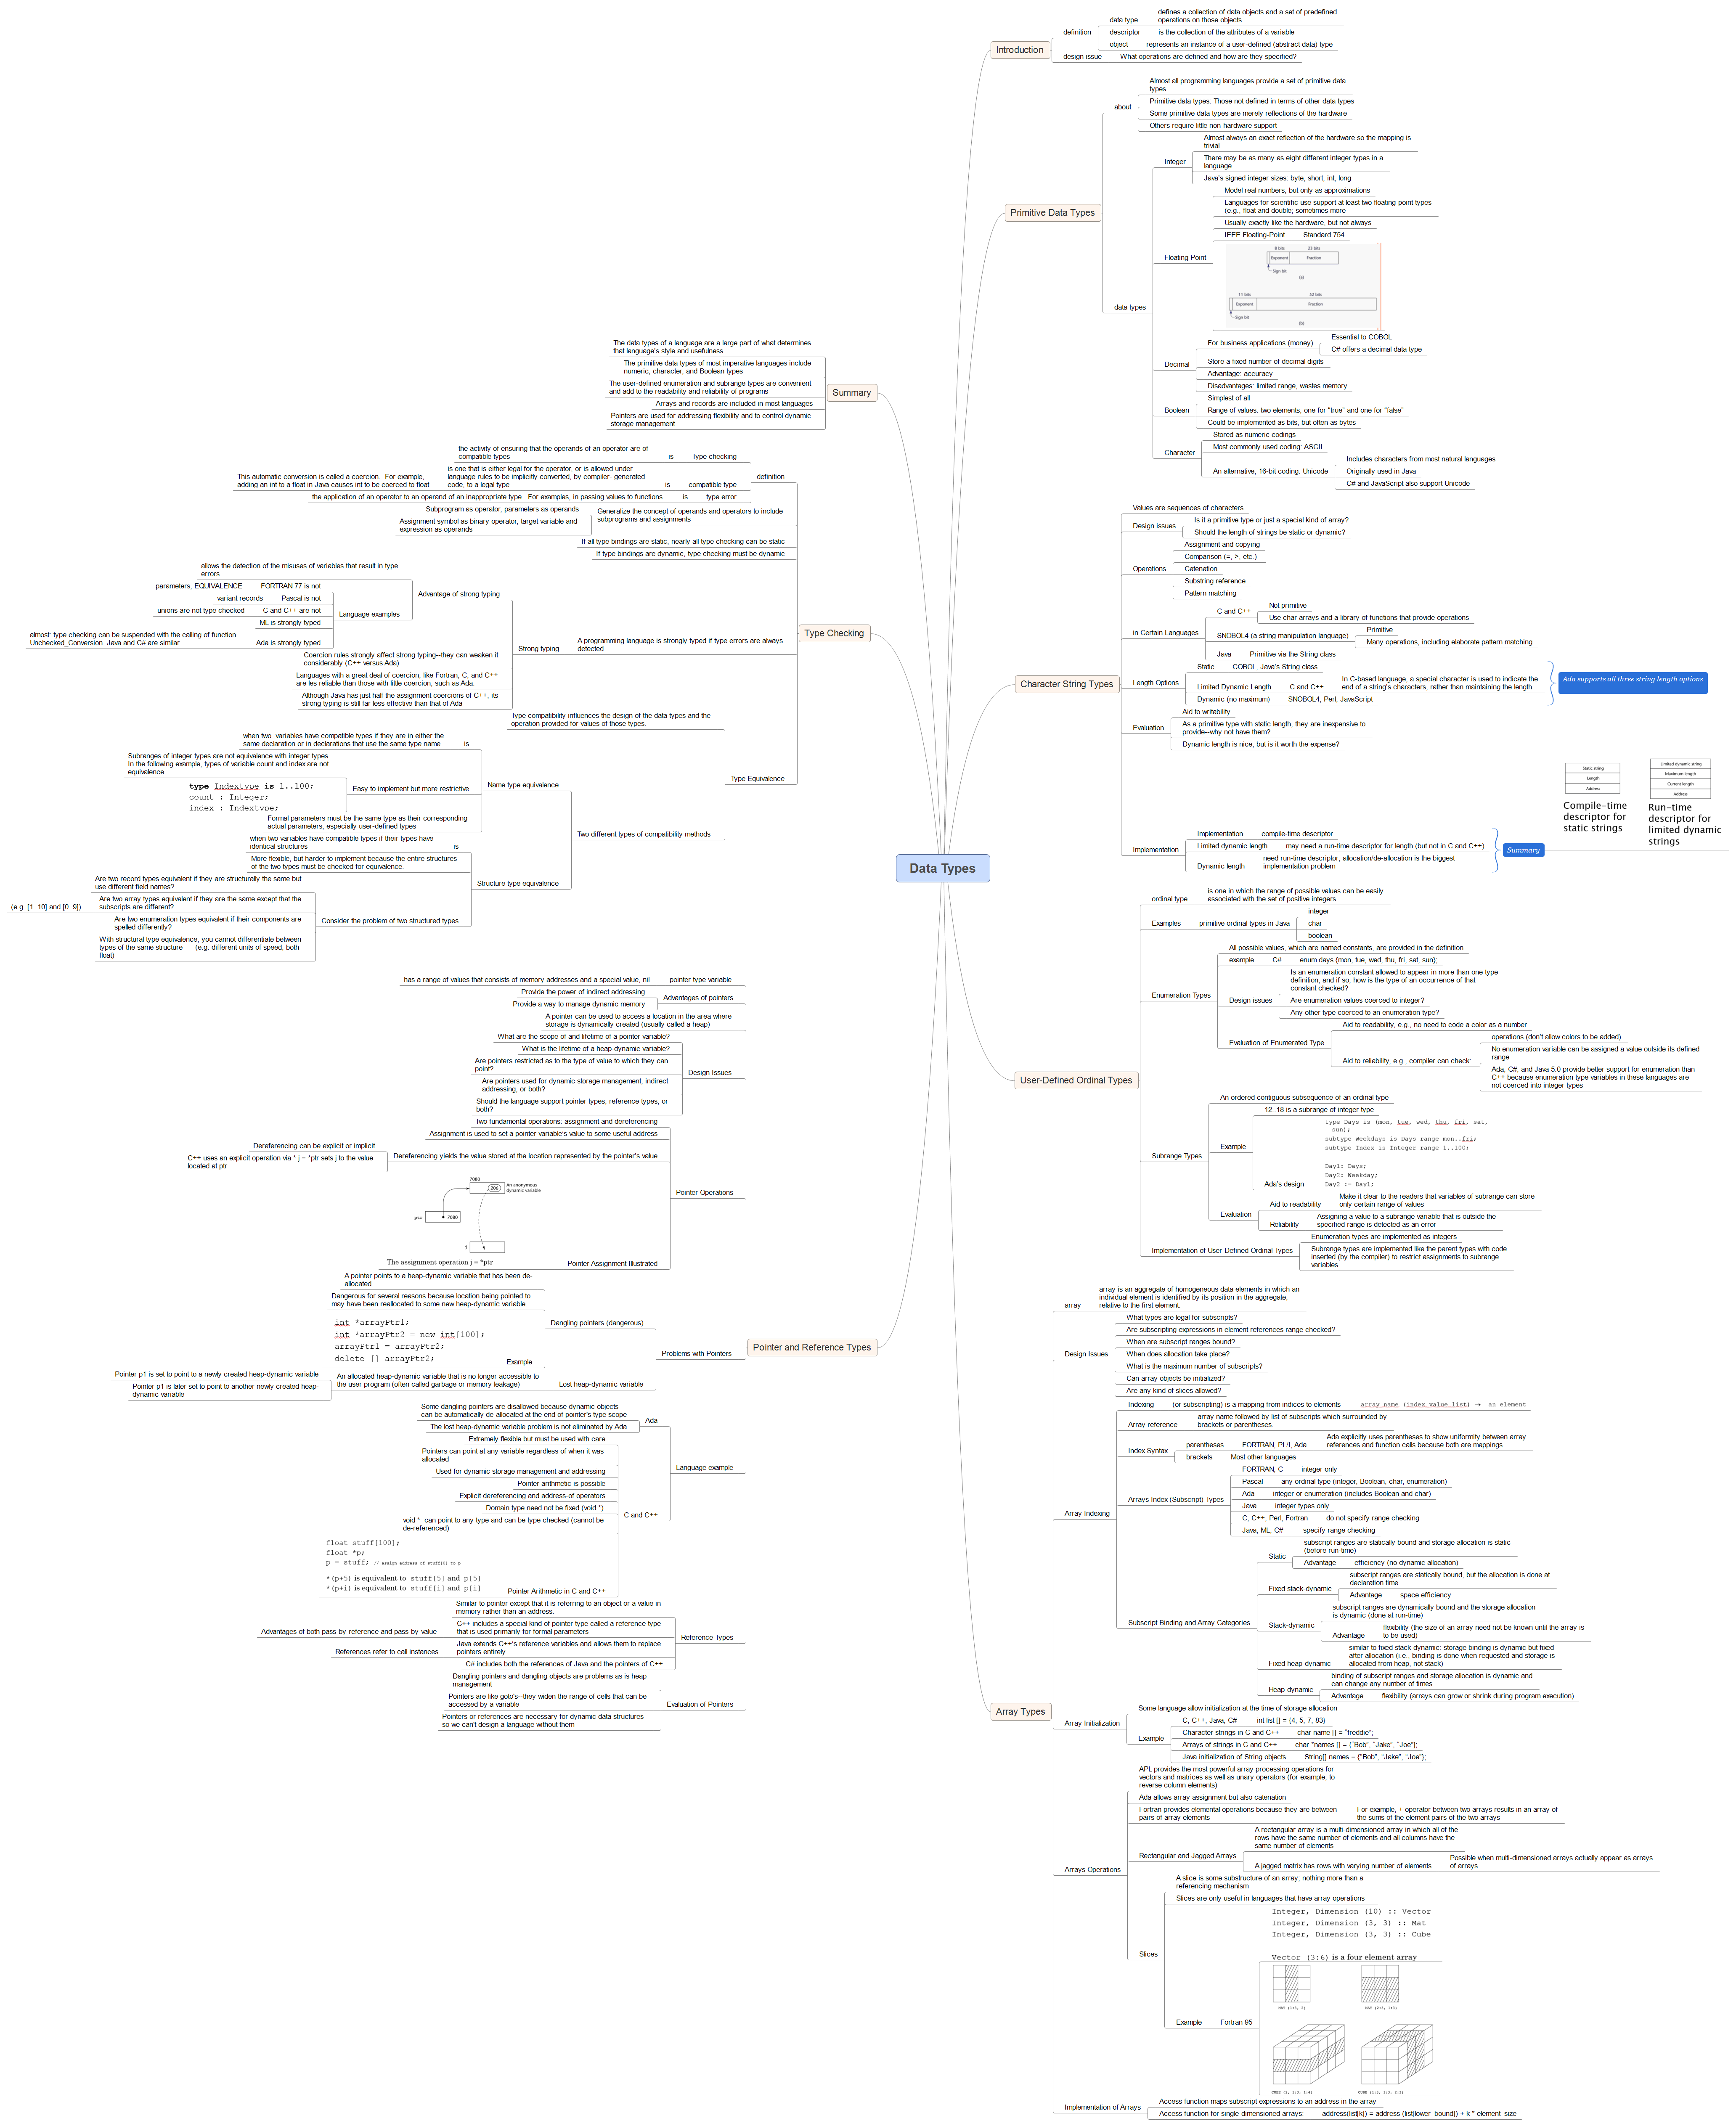 Data Types
Introduction
definition
data type
defines a collection of data objects and a set of predefined
operations on those objects
descriptor
is the collection of the attributes of a variable
object
represents an instance of a user-defined (abstract data) type
design issue
What operations are defined and how are they specified?
Primitive Data Types
about
Almost all programming languages provide a set of primitive data
types
Primitive data types: Those not defined in terms of other data types
Some primitive data types are merely reflections of the hardware
Others require little non-hardware support
data types
Integer
Almost always an exact reflection of the hardware so the mapping is
trivial
There may be as many as eight different integer types in a
language
Java's signed integer sizes: byte, short, int, long
Floating Point
Model real numbers, but only as approximations
Languages for scientific use support at least two floating-point types
(e.g., float and double; sometimes more
Usually exactly like the hardware, but not always
IEEE Floating-Point
Standard 754
8 bits
23 bits
Exponent
Fraction
Sign bit
(a)
11 bits
52 bits
Exponent
Fraction
Sign bit
(b)
Decimal
For business applications (money)
Essential to COBOL
C# offers a decimal data type
Store a fixed number of decimal digits
Advantage: accuracy
Disadvantages: limited range, wastes memory
Boolean
Simplest of all
Range of values: two elements, one for "true" and one for "false"
Could be implemented as bits, but often as bytes
Character
Stored as numeric codings
Most commonly used coding: ASCII
An alternative, 16-bit coding: Unicode
Includes characters from most natural languages
Originally used in Java
C# and JavaScript also support Unicode
Character String Types
Values are sequences of characters
Design issues
Is it a primitive type or just a special kind of array?
Should the length of strings be static or dynamic?
Operations
Assignment and copying
Comparison (=, >, etc.)
Catenation
Substring reference
Pattern matching
in Certain Languages
C and C++
Not primitive
Use char arrays and a library of functions that provide operations
SNOBOL4 (a string manipulation language)
Primitive
Many operations, including elaborate pattern matching
Java
Primitive via the String class
Length Options
Static
COBOL, Java's String class
Limited Dynamic Length
C and C++
In C-based language, a special character is used to indicate the
end of a string's characters, rather than maintaining the length
Dynamic (no maximum)
SNOBOL4, Perl, JavaScript
Ada supports all three string length options
Evaluation
Aid to writability
As a primitive type with static length, they are inexpensive to
provide--why not have them?
Dynamic length is nice, but is it worth the expense?
Implementation
Implementation
compile-time descriptor
Limited dynamic length
may need a run-time descriptor for length (but not in C and C++)
Dynamic length
need run-time descriptor; allocation/de-allocation is the biggest
implementation problem
Summary
Static string
Length
Address
Compile-time
descriptor for
static strings
Limited dynamic string
Maximum length
Current length
Address
Run-time
descriptor for
limited dynamic
strings
User-Defined Ordinal Types
ordinal type
is one in which the range of possible values can be easily
associated with the set of positive integers
Examples
primitive ordinal types in Java
integer
char
boolean
Enumeration Types
All possible values, which are named constants, are provided in the definition
example
C#
enum days {mon, tue, wed, thu, fri, sat, sun};
Design issues
Is an enumeration constant allowed to appear in more than one type
definition, and if so, how is the type of an occurrence of that
constant checked?
Are enumeration values coerced to integer?
Any other type coerced to an enumeration type?
Evaluation of Enumerated Type
Aid to readability, e.g., no need to code a color as a number
Aid to reliability, e.g., compiler can check:
operations (don't allow colors to be added)
No enumeration variable can be assigned a value outside its defined
range
Ada, C#, and Java 5.0 provide better support for enumeration than
C++ because enumeration type variables in these languages are
not coerced into integer types
Subrange Types
An ordered contiguous subsequence of an ordinal type
Example
12..18 is a subrange of integer type
Ada's design
type Days is (mon, tue, wed, thu, fri, sat,
sun);
subtype Weekdays is Days range mon..fri;
subtype Index is Integer range 1..100;
Day1: Days;
Day2: Weekday;
Day2 := Day1;
Evaluation
Aid to readability
Make it clear to the readers that variables of subrange can store
only certain range of values
Reliability
Assigning a value to a subrange variable that is outside the
specified range is detected as an error
Implementation of User-Defined Ordinal Types
Enumeration types are implemented as integers
Subrange types are implemented like the parent types with code
inserted (by the compiler) to restrict assignments to subrange
variables
Array Types
array
array is an aggregate of homogeneous data elements in which an
individual element is identified by its position in the aggregate,
relative to the first element.
Design Issues
What types are legal for subscripts?
Are subscripting expressions in element references range checked?
When are subscript ranges bound?
When does allocation take place?
What is the maximum number of subscripts?
Can array objects be initialized?
Are any kind of slices allowed?
Array Indexing
Indexing
(or subscripting) is a mapping from indices to elements
array_name (index_value_list) → an element
Array reference
array name followed by list of subscripts which surrounded by
brackets or parentheses.
Index Syntax
parentheses
FORTRAN, PL/I, Ada
Ada explicitly uses parentheses to show uniformity between array
references and function calls because both are mappings
brackets
Most other languages
Arrays Index (Subscript) Types
FORTRAN, C
integer only
Pascal
any ordinal type (integer, Boolean, char, enumeration)
Ada
integer or enumeration (includes Boolean and char)
Java
integer types only
C, C++, Perl, Fortran
do not specify range checking
Java, ML, C#
specify range checking
Subscript Binding and Array Categories
Static
subscript ranges are statically bound and storage allocation is static
(before run-time)
Advantage
efficiency (no dynamic allocation)
Fixed stack-dynamic
subscript ranges are statically bound, but the allocation is done at
declaration time
Advantage
space efficiency
Stack-dynamic
subscript ranges are dynamically bound and the storage allocation
is dynamic (done at run-time)
Advantage
flexibility (the size of an array need not be known until the array is
to be used)
Fixed heap-dynamic
similar to fixed stack-dynamic: storage binding is dynamic but fixed
after allocation (i.e., binding is done when requested and storage is
allocated from heap, not stack)
Heap-dynamic
binding of subscript ranges and storage allocation is dynamic and
can change any number of times
Advantage
flexibility (arrays can grow or shrink during program execution)
Array Initialization
Some language allow initialization at the time of storage allocation
Example
C, C++, Java, C#
int list [] = {4, 5, 7, 83}
Character strings in C and C++
char name [] = "freddie";
Arrays of strings in C and C++
char *names [] = {"Bob", "Jake", "Joe"];
Java initialization of String objects
String[] names = {"Bob", "Jake", "Joe"};
Arrays Operations
APL provides the most powerful array processing operations for
vectors and matrices as well as unary operators (for example, to
reverse column elements)
Ada allows array assignment but also catenation
Fortran provides elemental operations because they are between
pairs of array elements
For example, + operator between two arrays results in an array of
the sums of the element pairs of the two arrays
Rectangular and Jagged Arrays
A rectangular array is a multi-dimensioned array in which all of the
rows have the same number of elements and all columns have the
same number of elements
A jagged matrix has rows with varying number of elements
Possible when multi-dimensioned arrays actually appear as arrays
of arrays
Slices
A slice is some substructure of an array; nothing more than a
referencing mechanism
Slices are only useful in languages that have array operations
Example
Fortran 95
Integer, Dimension (10) :: Vector
Integer, Dimension (3, 3) :: Mat
Integer, Dimension (3, 3) :: Cube
Vector (3:6) is a four element array
MAT (1:3, 2)
MAT (2:3, 1:3)
CUBE (2, 1:3, 1:4)
CUBE (1:3, 1:3, 2:3)
Implementation of Arrays
Access function maps subscript expressions to an address in the array
Access function for single-dimensioned arrays:
address(list[k]) = address (list[lower_bound]) + k * element_size
Summary
The data types of a language are a large part of what determines
that language's style and usefulness
The primitive data types of most imperative languages include
numeric, character, and Boolean types
The user-defined enumeration and subrange types are convenient
and add to the readability and reliability of programs
Arrays and records are included in most languages
Pointers are used for addressing flexibility and to control dynamic
storage management
Type Checking
definition
Type checking
is
the activity of ensuring that the operands of an operator are of
compatible types
compatible type
is
is one that is either legal for the operator, or is allowed under
language rules to be implicitly converted, by compiler- generated
code, to a legal type
This automatic conversion is called a coercion. For example,
adding an int to a float in Java causes int to be coerced to float
type error
is
the application of an operator to an operand of an inappropriate type. For examples, in passing values to functions.
Generalize the concept of operands and operators to include
subprograms and assignments
Subprogram as operator, parameters as operands
Assignment symbol as binary operator, target variable and
expression as operands
If all type bindings are static, nearly all type checking can be static
If type bindings are dynamic, type checking must be dynamic
A programming language is strongly typed if type errors are always
detected
Strong typing
Advantage of strong typing
allows the detection of the misuses of variables that result in type
errors
Language examples
FORTRAN 77 is not
parameters, EQUIVALENCE
Pascal is not
variant records
C and C++ are not
unions are not type checked
ML is strongly typed
Ada is strongly typed
almost: type checking can be suspended with the calling of function
Unchecked_Conversion. Java and C# are similar.
Coercion rules strongly affect strong typing--they can weaken it
considerably (C++ versus Ada)
Languages with a great deal of coercion, like Fortran, C, and C++
are les reliable than those with little coercion, such as Ada.
Although Java has just half the assignment coercions of C++, its
strong typing is still far less effective than that of Ada
Type Equivalence
Type compatibility influences the design of the data types and the
operation provided for values of those types.
Two different types of compatibility methods
Name type equivalence
is
when two variables have compatible types if they are in either the
same declaration or in declarations that use the same type name
Easy to implement but more restrictive
Subranges of integer types are not equivalence with integer types.
In the following example, types of variable count and index are not
equivalence
type Indextype is 1..100;
count : Integer;
index : Indextype;
Formal parameters must be the same type as their corresponding
actual parameters, especially user-defined types
Structure type equivalence
is
when two variables have compatible types if their types have
identical structures
More flexible, but harder to implement because the entire structures
of the two types must be checked for equivalence.
Consider the problem of two structured types
Are two record types equivalent if they are structurally the same but
use different field names?
Are two array types equivalent if they are the same except that the
subscripts are different?
(e.g. [1..10] and [0..9])
Are two enumeration types equivalent if their components are
spelled differently?
With structural type equivalence, you cannot differentiate between
types of the same structure (e.g. different units of speed, both
float)
Pointer and Reference Types
pointer type variable
has a range of values that consists of memory addresses and a special value, nil
Advantages of pointers
Provide the power of indirect addressing
Provide a way to manage dynamic memory
A pointer can be used to access a location in the area where
storage is dynamically created (usually called a heap)
Design Issues
What are the scope of and lifetime of a pointer variable?
What is the lifetime of a heap-dynamic variable?
Are pointers restricted as to the type of value to which they can
point?
Are pointers used for dynamic storage management, indirect
addressing, or both?
Should the language support pointer types, reference types, or
both?
Pointer Operations
Two fundamental operations: assignment and dereferencing
Assignment is used to set a pointer variable's value to some useful address
Dereferencing yields the value stored at the location represented by the pointer's value
Dereferencing can be explicit or implicit
C++ uses an explicit operation via * j = *ptr sets j to the value
located at ptr
Pointer Assignment Illustrated
7080
206
An anonymous
dynamic variable
ptr
7080
j
The assignment operation j = *ptr
Problems with Pointers
Dangling pointers (dangerous)
A pointer points to a heap-dynamic variable that has been de-
allocated
Dangerous for several reasons because location being pointed to
may have been reallocated to some new heap-dynamic variable.
Example
int *arrayPtr1;
int *arrayPtr2 = new int[100];
arrayPtr1 = arrayPtr2;
delete [] arrayPtr2;
Lost heap-dynamic variable
An allocated heap-dynamic variable that is no longer accessible to
the user program (often called garbage or memory leakage)
Pointer p1 is set to point to a newly created heap-dynamic variable
Pointer p1 is later set to point to another newly created heap-
dynamic variable
Language example
Ada
Some dangling pointers are disallowed because dynamic objects
can be automatically de-allocated at the end of pointer's type scope
The lost heap-dynamic variable problem is not eliminated by Ada
C and C++
Extremely flexible but must be used with care
Pointers can point at any variable regardless of when it was
allocated
Used for dynamic storage management and addressing
Pointer arithmetic is possible
Explicit dereferencing and address-of operators
Domain type need not be fixed (void *)
void * can point to any type and can be type checked (cannot be
de-referenced)
Pointer Arithmetic in C and C++
float stuff[100];
float *p;
p = stuff; // assign address of stuff[0] to p
*(p+5) is equivalent to stuff[5] and p[5]
*(p+i) is equivalent to stuff[i] and p[i]
Reference Types
Similar to pointer except that it is referring to an object or a value in
memory rather than an address.
C++ includes a special kind of pointer type called a reference type
that is used primarily for formal parameters
Advantages of both pass-by-reference and pass-by-value
Java extends C++'s reference variables and allows them to replace
pointers entirely
References refer to call instances
C# includes both the references of Java and the pointers of C++
Evaluation of Pointers
Dangling pointers and dangling objects are problems as is heap
management
Pointers are like goto's--they widen the range of cells that can be
accessed by a variable
Pointers or references are necessary for dynamic data structures--
so we can't design a language without them